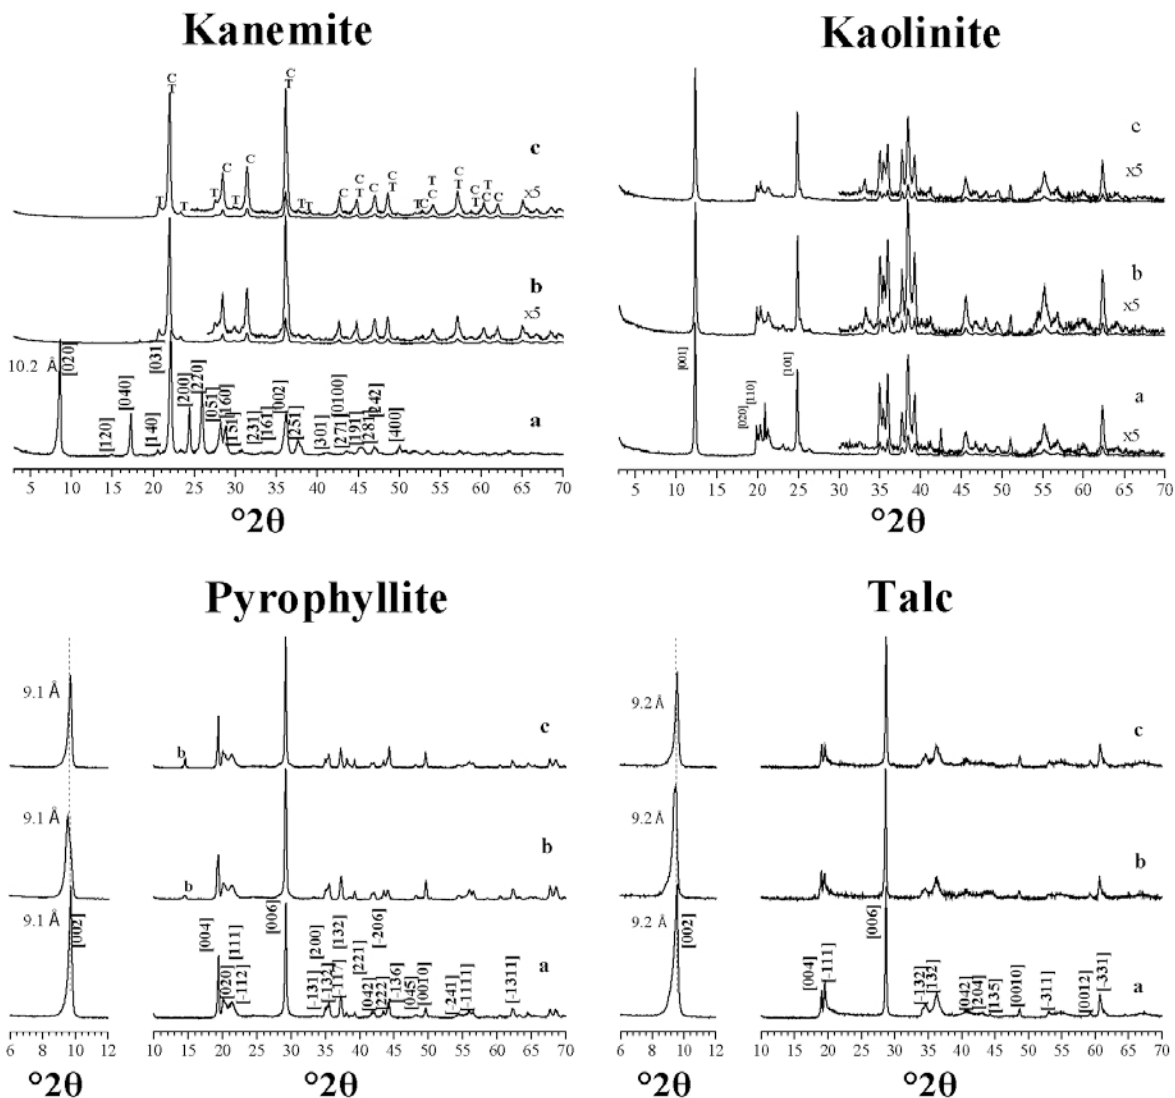 Kanemite
C
T
C
T
C
C
c
T
T
T
T
T
T
C
C
T
C
C
T
T
C
T
C
C
T
C
T
C
T
T
C
C
x5
b
x5
10.2 Å
[020]
[040]
[120]
[140]
[031]
[200]
[220]
[051]
[160]
[151]
[231]
[161]
[002]
[251]
[301]
[0100]
[271]
[191]
[281]
[242]
[400]
a
5 10 15 20 25 30 35 40 45 50 55 60 65 70
°2θ
Kaolinite
c
x5
b
x5
[001]
[020]
[110]
[101]
a
x5
5 10 15 20 25 30 35 40 45 50 55 60 65 70
°2θ
Pyrophyllite
9.1 Å
b
c
9.1 Å
b
b
9.1 Å
[002]
[004]
[020]
[111]
[-112]
[006]
[-131]
[200]
[-132]
[-117]
[132]
[221]
[042]
[222]
[-206]
[-136]
[045]
[0010]
[-241]
[-1111]
[-1311]
a
6 8 10 12
10 15 20 25 30 35 40 45 50 55 60 65 70
°2θ
°2θ
Talc
9.2 Å
c
9.2 Å
b
9.2 Å
[002]
[004]
[-111]
[006]
[-132]
[132]
[042]
[204]
[135]
[0010]
[-311]
[0012]
[-331]
a
6 8 10 12
10 15 20 25 30 35 40 45 50 55 60 65 70
°2θ
°2θ